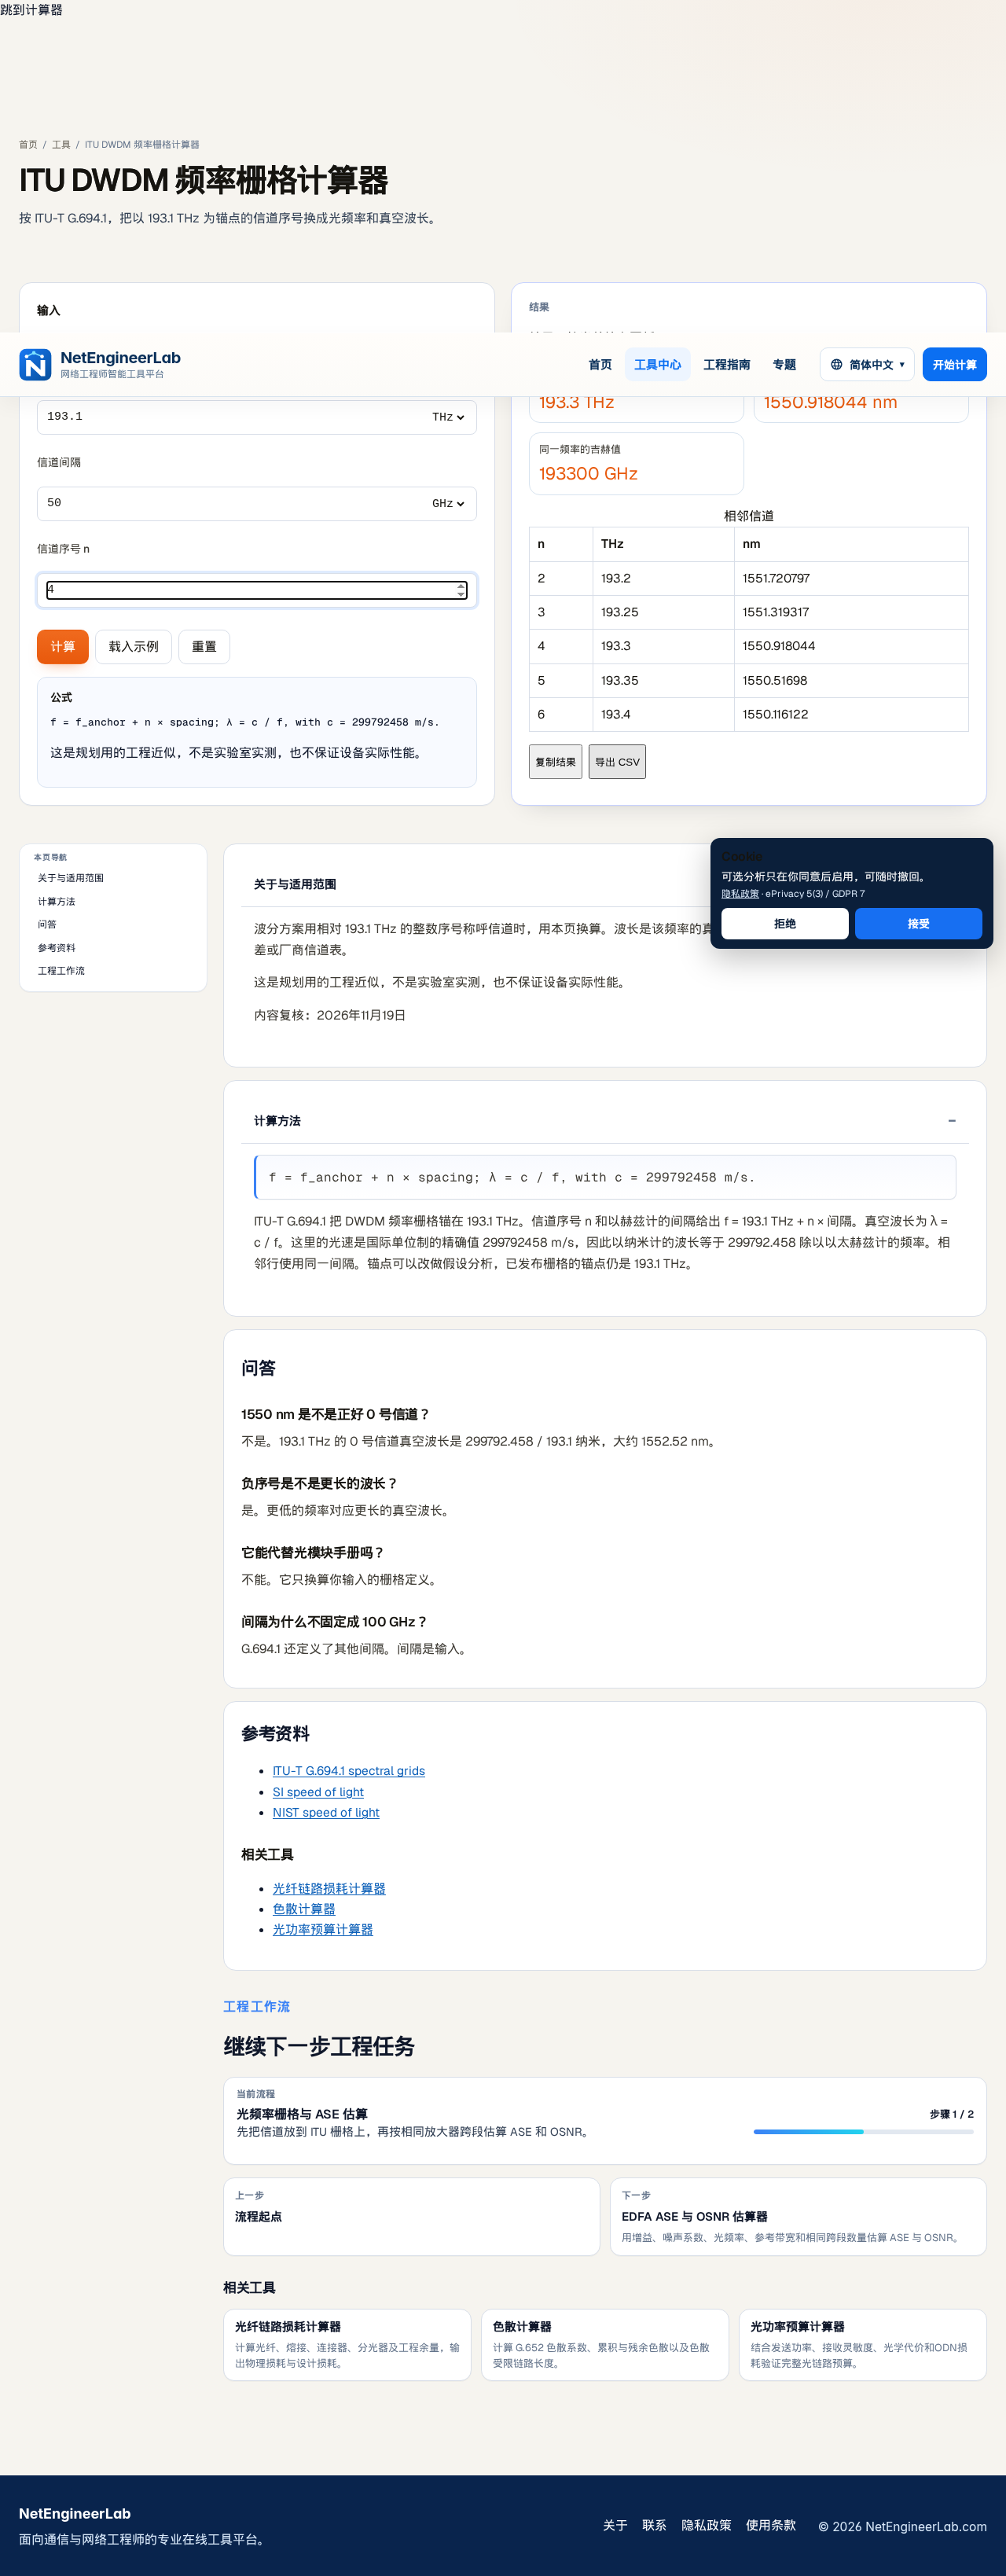 跳到计算器
首页 / 工具 / ITU DWDM 频率栅格计算器
ITU DWDM 频率栅格计算器
按 ITU-T G.694.1，把以 193.1 THz 为锚点的信道序号换成光频率和真空波长。
输入
结果
NetEngineerLab
网络工程师智能工具平台
首页
工具中心
工程指南
专题
简体中文 ▾
开始计算
193.1 THz
信道间隔
50 GHz
信道序号 n
4
计算
载入示例
重置
公式
f = f_anchor + n × spacing; λ = c / f, with c = 299792458 m/s.
这是规划用的工程近似，不是实验室实测，也不保证设备实际性能。
193.3 THz
1550.918044 nm
同一频率的吉赫值
193300 GHz
相邻信道
n THz nm
2 193.2 1551.720797
3 193.25 1551.319317
4 193.3 1550.918044
5 193.35 1550.51698
6 193.4 1550.116122
复制结果
导出 CSV
本页导航
关于与适用范围
计算方法
问答
参考资料
工程工作流
关于与适用范围
波分方案用相对 193.1 THz 的整数序号称呼信道时，用本页换算。波长是该频率的真
差或厂商信道表。
这是规划用的工程近似，不是实验室实测，也不保证设备实际性能。
内容复核：2026年11月19日
Cookie
可选分析只在你同意后启用，可随时撤回。
隐私政策 · ePrivacy 5(3) / GDPR 7
拒绝
接受
计算方法 −
f = f_anchor + n × spacing; λ = c / f, with c = 299792458 m/s.
ITU-T G.694.1 把 DWDM 频率栅格锚在 193.1 THz。信道序号 n 和以赫兹计的间隔给出 f = 193.1 THz + n × 间隔。真空波长为 λ =
c / f。这里的光速是国际单位制的精确值 299792458 m/s，因此以纳米计的波长等于 299792.458 除以以太赫兹计的频率。相
邻行使用同一间隔。锚点可以改做假设分析，已发布栅格的锚点仍是 193.1 THz。
问答
1550 nm 是不是正好 0 号信道？
不是。193.1 THz 的 0 号信道真空波长是 299792.458 / 193.1 纳米，大约 1552.52 nm。
负序号是不是更长的波长？
是。更低的频率对应更长的真空波长。
它能代替光模块手册吗？
不能。它只换算你输入的栅格定义。
间隔为什么不固定成 100 GHz？
G.694.1 还定义了其他间隔。间隔是输入。
参考资料
ITU-T G.694.1 spectral grids
SI speed of light
NIST speed of light
相关工具
光纤链路损耗计算器
色散计算器
光功率预算计算器
工程工作流
继续下一步工程任务
当前流程
光频率栅格与 ASE 估算
先把信道放到 ITU 栅格上，再按相同放大器跨段估算 ASE 和 OSNR。
步骤 1 / 2
上一步
流程起点
下一步
EDFA ASE 与 OSNR 估算器
用增益、噪声系数、光频率、参考带宽和相同跨段数量估算 ASE 与 OSNR。
相关工具
光纤链路损耗计算器
计算光纤、熔接、连接器、分光器及工程余量，输
出物理损耗与设计损耗。
色散计算器
计算 G.652 色散系数、累积与残余色散以及色散
受限链路长度。
光功率预算计算器
结合发送功率、接收灵敏度、光学代价和ODN损
耗验证完整光链路预算。
NetEngineerLab
面向通信与网络工程师的专业在线工具平台。
关于
联系
隐私政策
使用条款
© 2026 NetEngineerLab.com